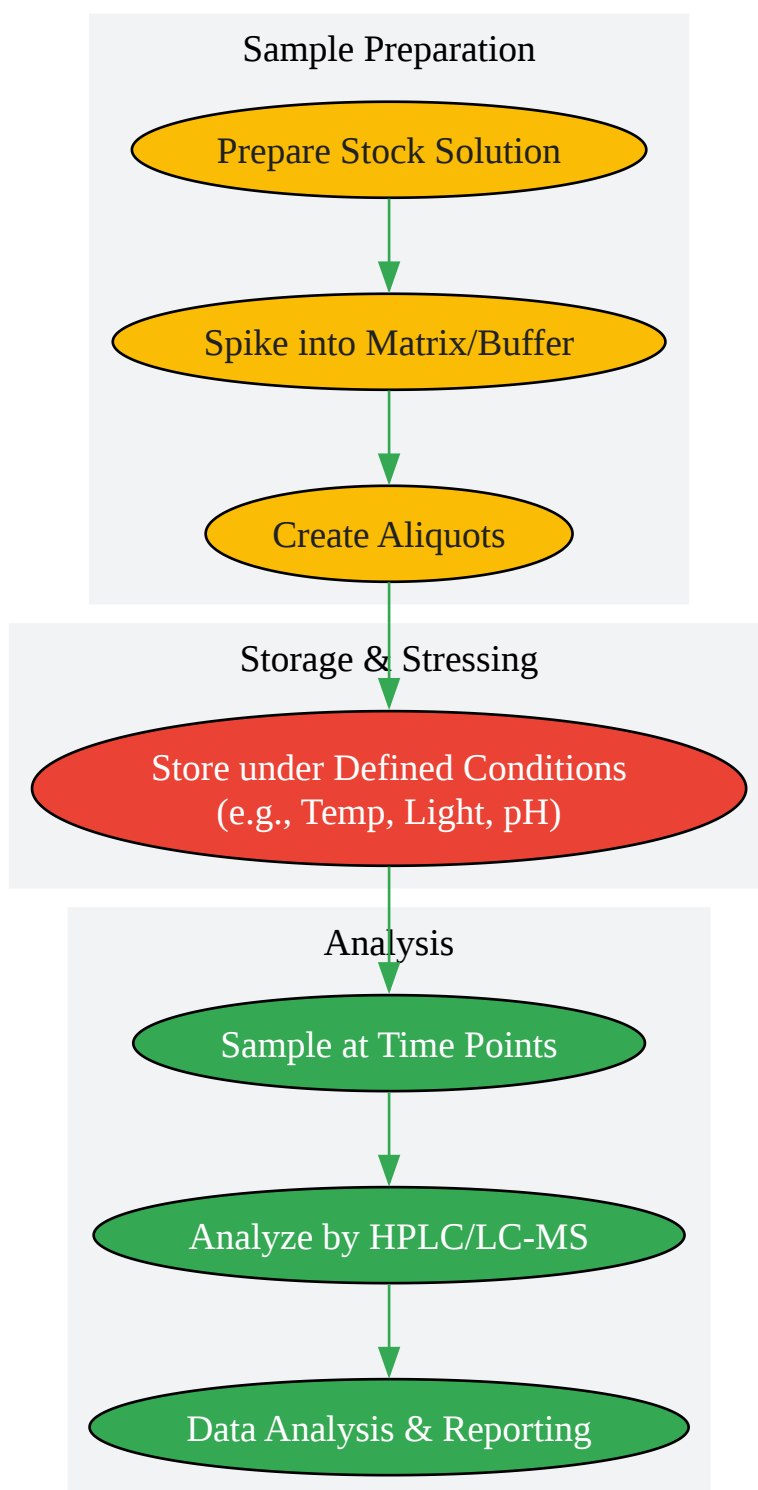 Sample Preparation
Prepare Stock Solution
Spike into Matrix/Buffer
Create Aliquots
Storage & Stressing
Store under Defined Conditions
(e.g., Temp, Light, pH)
Analysis
Sample at Time Points
Analyze by HPLC/LC-MS
Data Analysis & Reporting